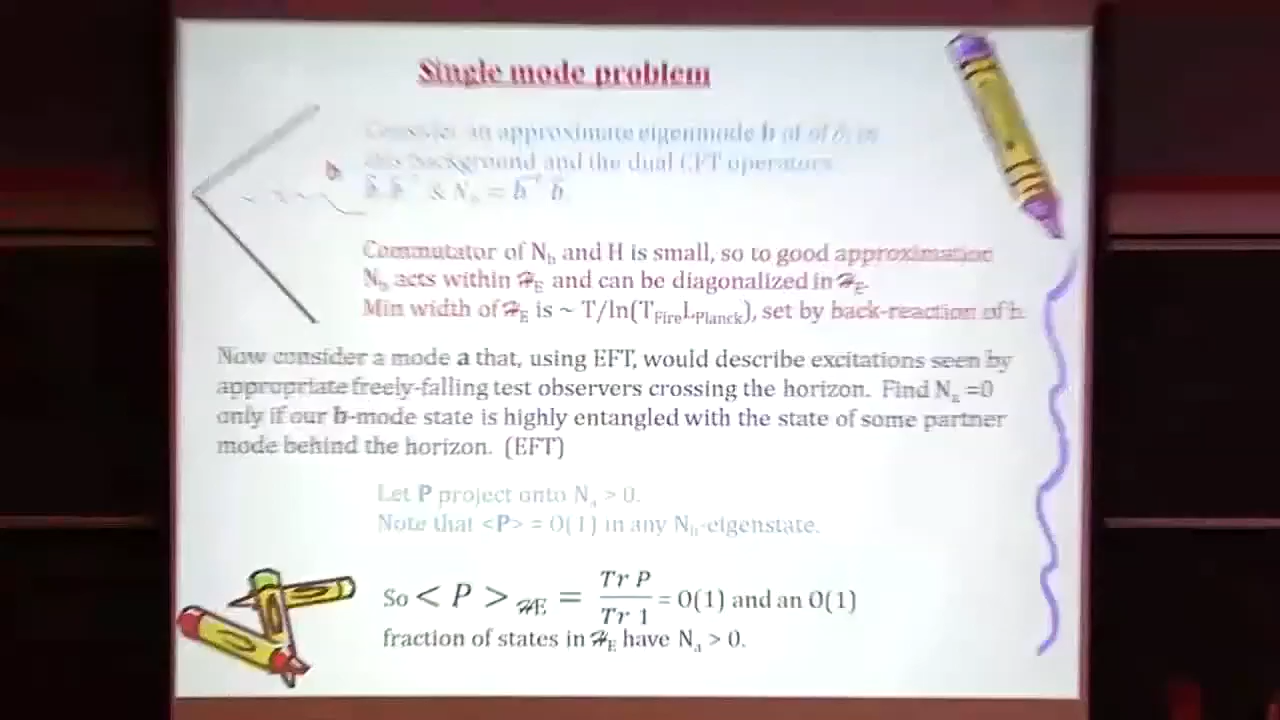 Single mode problem
Consider an approximate eigenmode b of
b
this background and the dual CFT operators
& N_b = b̂† b̂
Commutator of N_b and H is small, so to good approximation
N_b acts within ℋ_E and can be diagonalized in ℋ_E.
Min width of ℋ_E is ~ T/ln(T_Fire L_Planck), set by back-reaction of b.
Now consider a mode a that, using EFT, would describe excitations seen by
appropriate freely-falling test observers crossing the horizon. Find N_a =0
only if our b-mode state is highly entangled with the state of some partner
mode behind the horizon. (EFT)
Let P project onto N_a > 0.
Note that <P> = O(1) in any N_b-eigenstate.
So < P >_ℋE = Tr P / Tr 1 = O(1) and an O(1)
fraction of states in ℋ_E have N_a > 0.